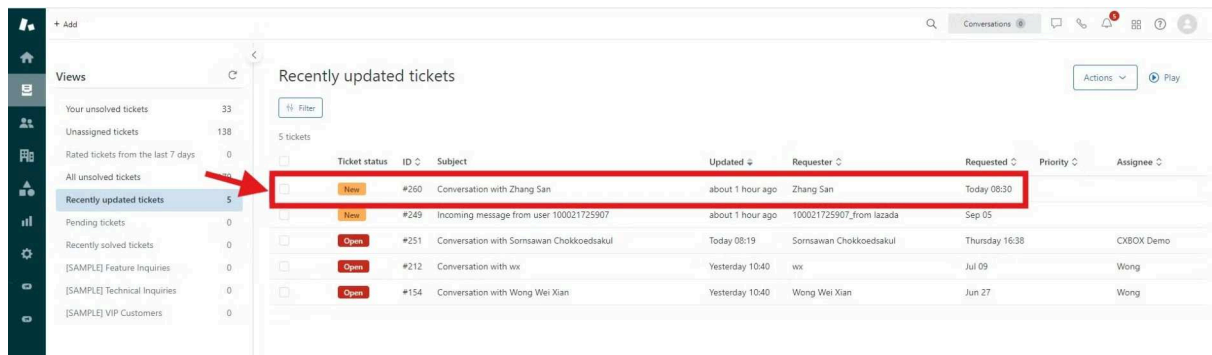 + Add
Conversations 0
5
Views
Your unsolved tickets 33
Unassigned tickets 138
Rated tickets from the last 7 days 0
All unsolved tickets
Recently updated tickets 5
Pending tickets 0
Recently solved tickets 0
[SAMPLE] Feature Inquiries 0
[SAMPLE] Technical Inquiries 0
[SAMPLE] VIP Customers 0
Recently updated tickets
Actions
Play
Filter
5 tickets
Ticket status ID Subject Updated Requester Requested Priority Assignee
New #260 Conversation with Zhang San about 1 hour ago Zhang San Today 08:30
New #249 Incoming message from user 100021725907 about 1 hour ago 100021725907_from lazada Sep 05
Open #251 Conversation with Sornsawan Chokkoedsakul Today 08:19 Sornsawan Chokkoedsakul Thursday 16:38 CXBOX Demo
Open #212 Conversation with wx Yesterday 10:40 wx Jul 09 Wong
Open #154 Conversation with Wong Wei Xian Yesterday 10:40 Wong Wei Xian Jun 27 Wong